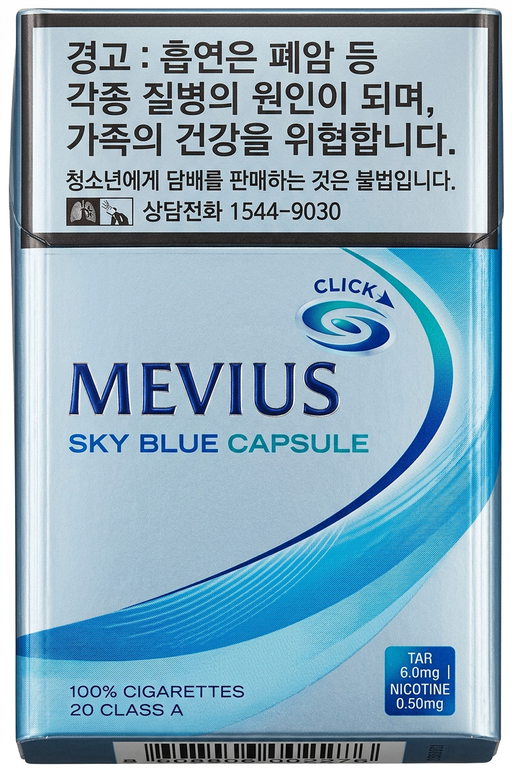 경고 : 흡연은 폐암 등
각종 질병의 원인이 되며,
가족의 건강을 위협합니다.
청소년에게 담배를 판매하는 것은 불법입니다.
상담전화 1544-9030
CLICK
MEVIUS
SKY BLUE CAPSULE
TAR
6.0mg |
NICOTINE
0.50mg
100% CIGARETTES
20 CLASS A